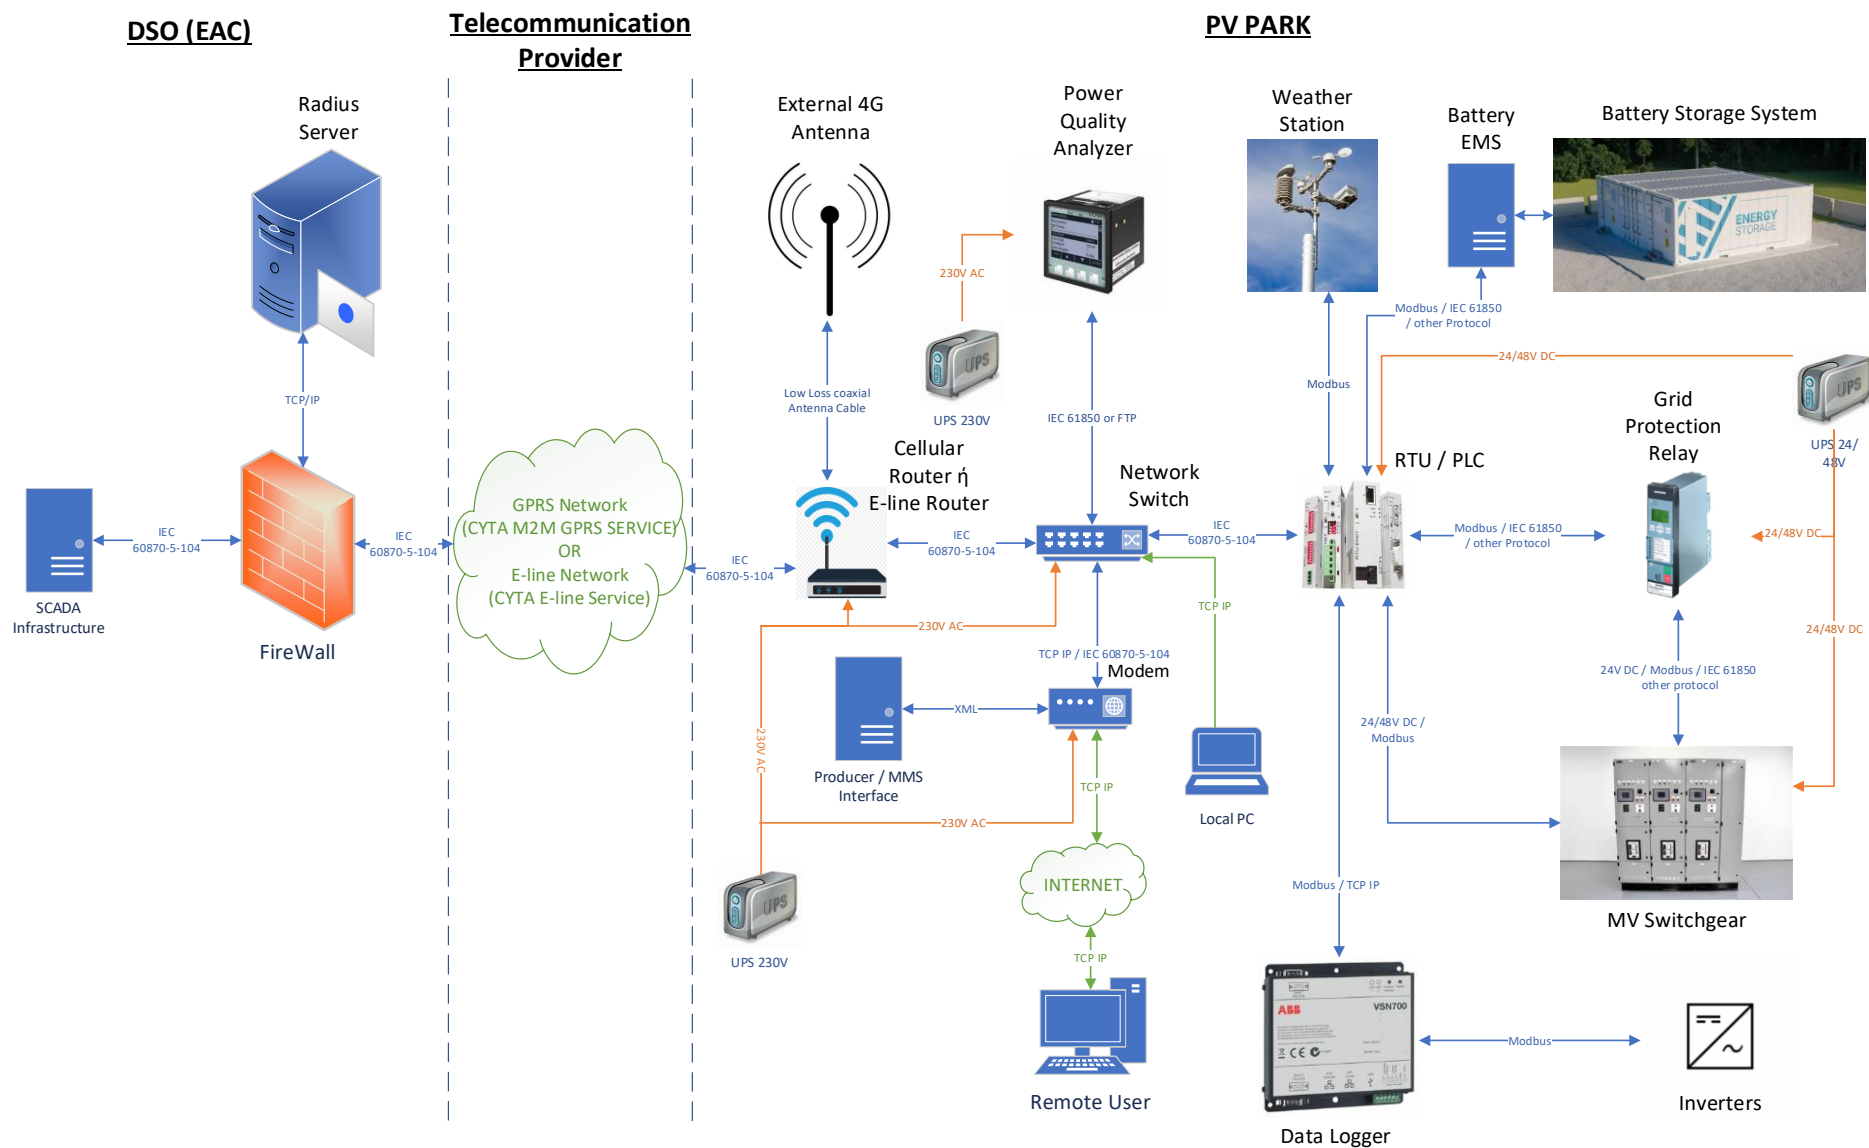 DSO (EAC)
Telecommunication
Provider
PV PARK
Radius
Server
External 4G
Antenna
Power
Quality
Analyzer
Weather
Station
Battery
EMS
Battery Storage System
ENERGY
STORAGE
230V AC
Modbus / IEC 61850
/ other Protocol
24/48V DC
UPS
UPS 230V
UPS
UPS 24/
48V
TCP/IP
Low Loss coaxial
Antenna Cable
IEC 61850 or FTP
Modbus
Grid
Protection
Relay
Cellular
Router ή
E-line Router
Network
Switch
RTU / PLC
GPRS Network
(CYTA M2M GPRS SERVICE)
OR
E-line Network
(CYTA E-line Service)
IEC
60870-5-104
IEC
60870-5-104
IEC
60870-5-104
IEC
60870-5-104
IEC
60870-5-104
Modbus / IEC 61850
/ other Protocol
24/48V DC
SCADA
Infrastructure
FireWall
230V AC
TCP IP
24/48V DC
TCP IP / IEC 60870-5-104
Modem
24V DC / Modbus / IEC 61850
other protocol
XML
230V AC
24/48V DC /
Modbus
Producer / MMS
Interface
TCP IP
Local PC
230V AC
UPS
UPS 230V
INTERNET
Modbus / TCP IP
MV Switchgear
TCP IP
ABB
VSN700
Modbus
Remote User
Inverters
Data Logger